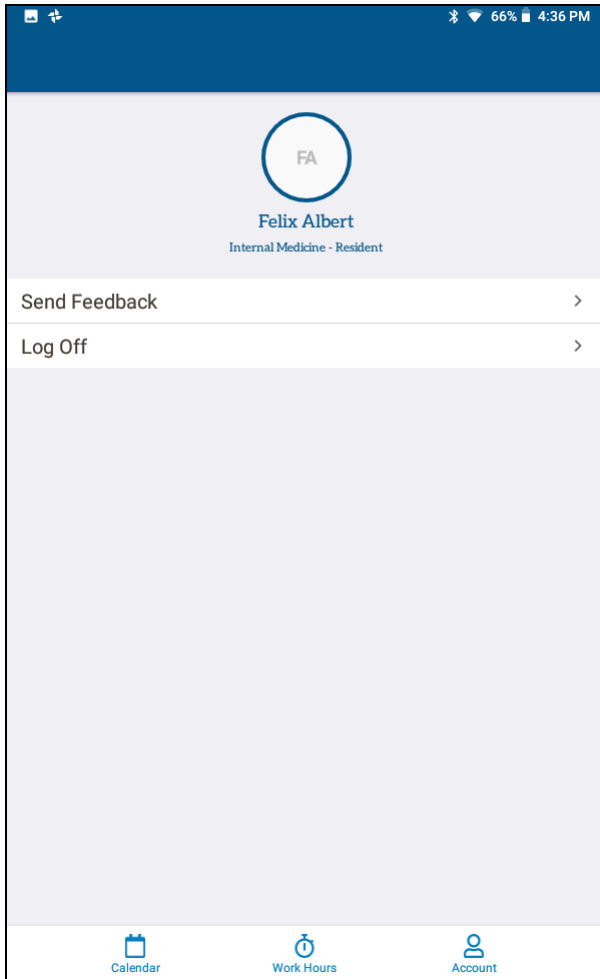 66% 4:36 PM
FA
Felix Albert
Internal Medicine - Resident
Send Feedback
Log Off
Calendar Work Hours Account